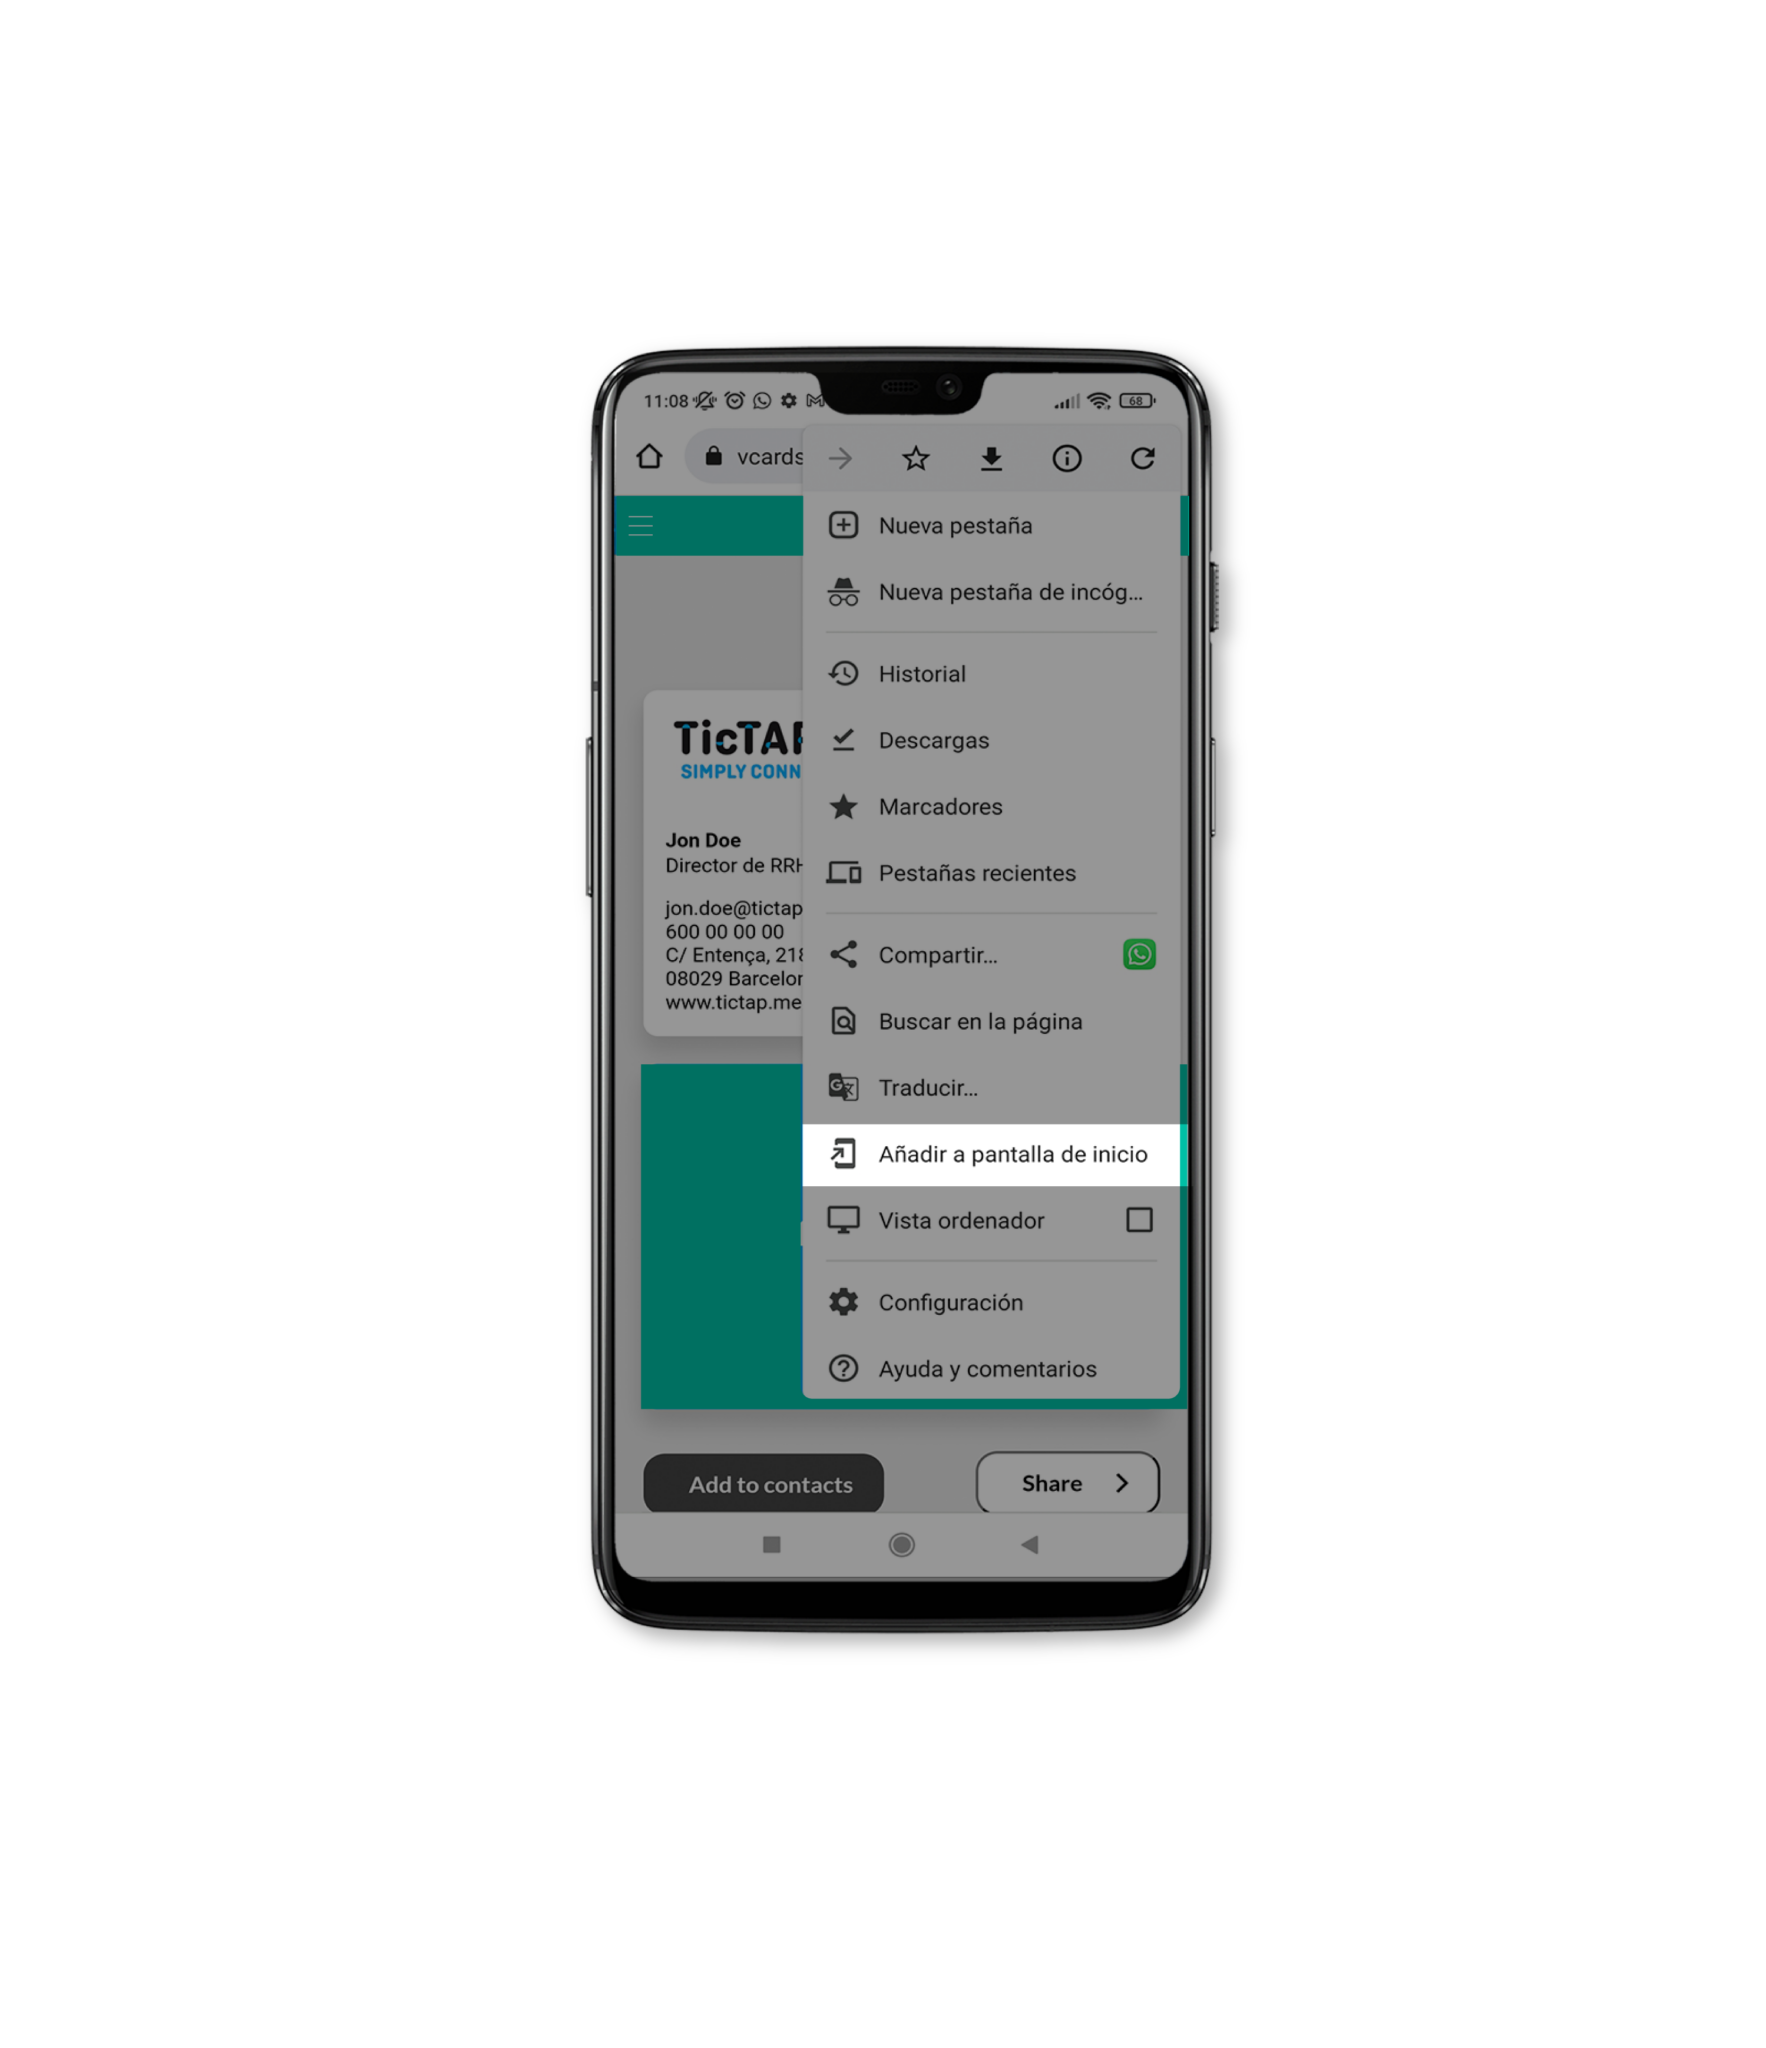 11:08
68
vcards
Nueva pestaña
Nueva pestaña de incóg...
Historial
Descargas
Marcadores
Pestañas recientes
Compartir...
Buscar en la página
Traducir...
Añadir a pantalla de inicio
Vista ordenador
Configuración
Ayuda y comentarios
TicTAP
SIMPLY CONN
Jon Doe
Director de RRH
jon.doe@tictap
600 00 00 00
C/ Entença, 218
08029 Barcelon
www.tictap.me
Add to contacts
Share